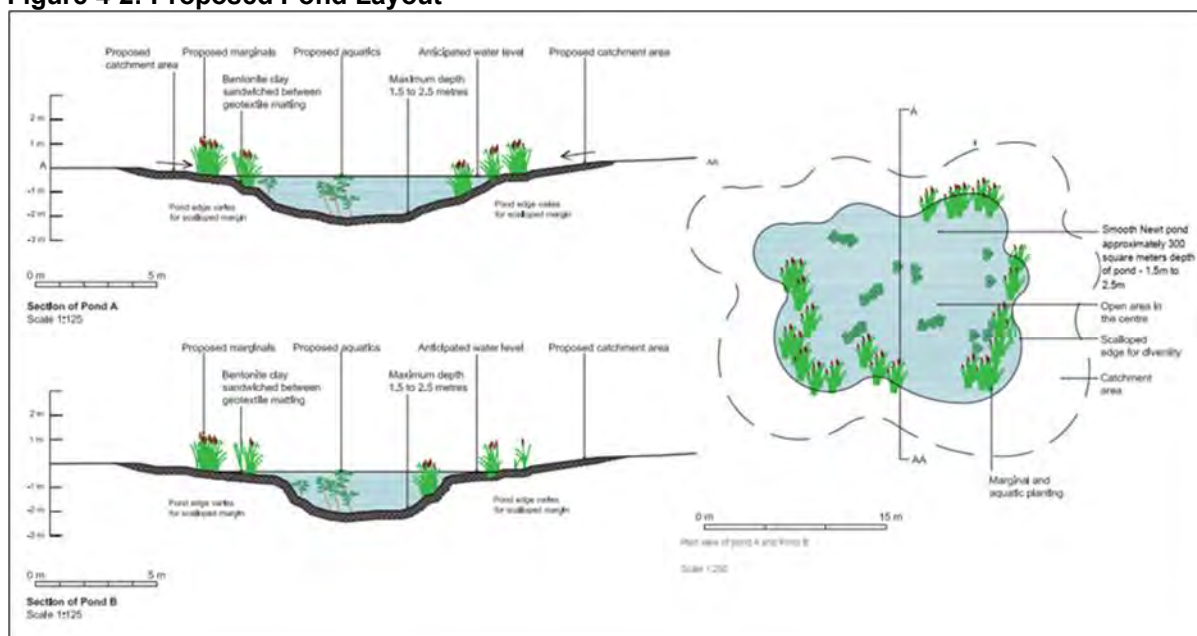 Figure 4-2: Proposed Pond Layout
Proposed
catchment area
Proposed marginals
Proposed aquatics
Anticipated water level
Proposed catchment area
Bentonite clay
sandwiched between
geotextile matting
Maximum depth
1.5 to 2.5 metres
2 m
1 m
A
-1 m
-2 m
-3 m
AA
Pond edge varies
for scalloped margin
Pond edge varies
for scalloped margin
0 m
5 m
Section of Pond A
Scale 1:125
Proposed marginals
Proposed aquatics
Anticipated water level
Proposed catchment area
Bentonite clay
sandwiched between
geotextile matting
Maximum depth
1.5 to 2.5 metres
2 m
1 m
-1 m
-2 m
-3 m
Pond edge varies
for scalloped margin
Pond edge varies
for scalloped margin
0 m
5 m
Section of Pond B
Scale 1:125
A
Smooth Newt pond
approximately 300
square meters depth
of pond - 1.5m to
2.5m
Open area in
the centre
Scalloped
edge for diversity
Catchment
area
AA
Marginal and
aquatic planting
0 m
15 m
Plan view of pond A and Pond B
Scale 1:250